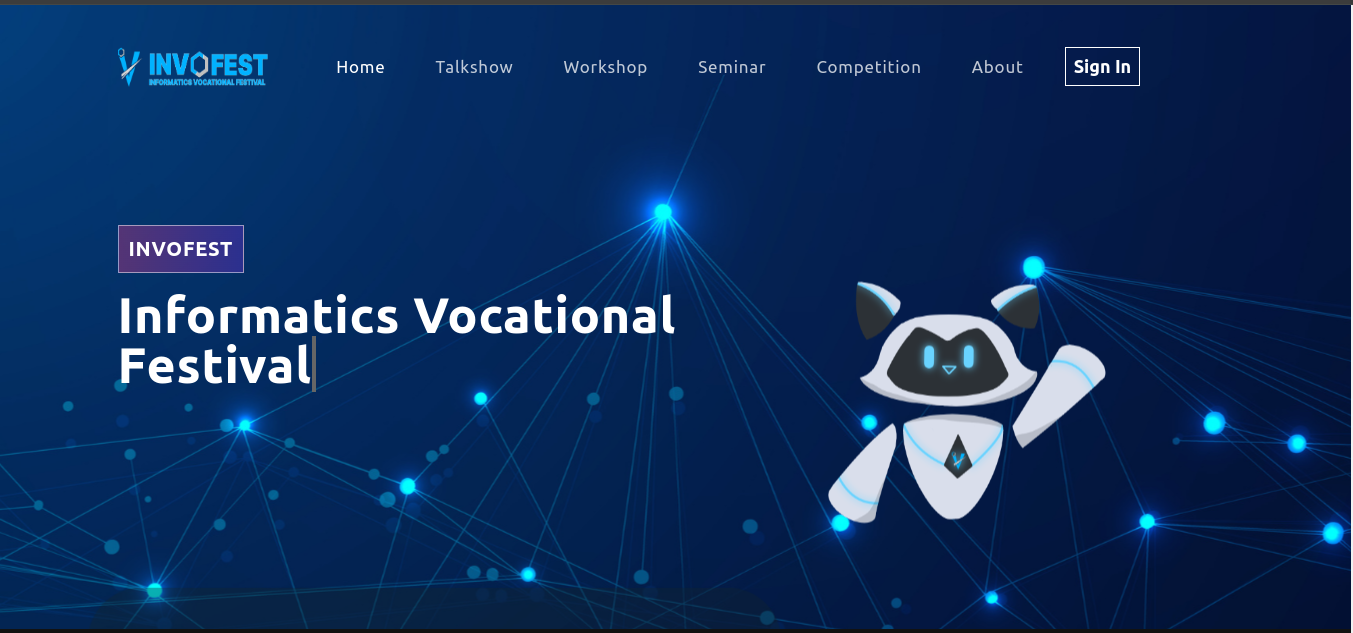 INVOFEST
INFORMATICS VOCATIONAL FESTIVAL
Home Talkshow Workshop Seminar Competition About Sign In
INVOFEST
Informatics Vocational
Festival